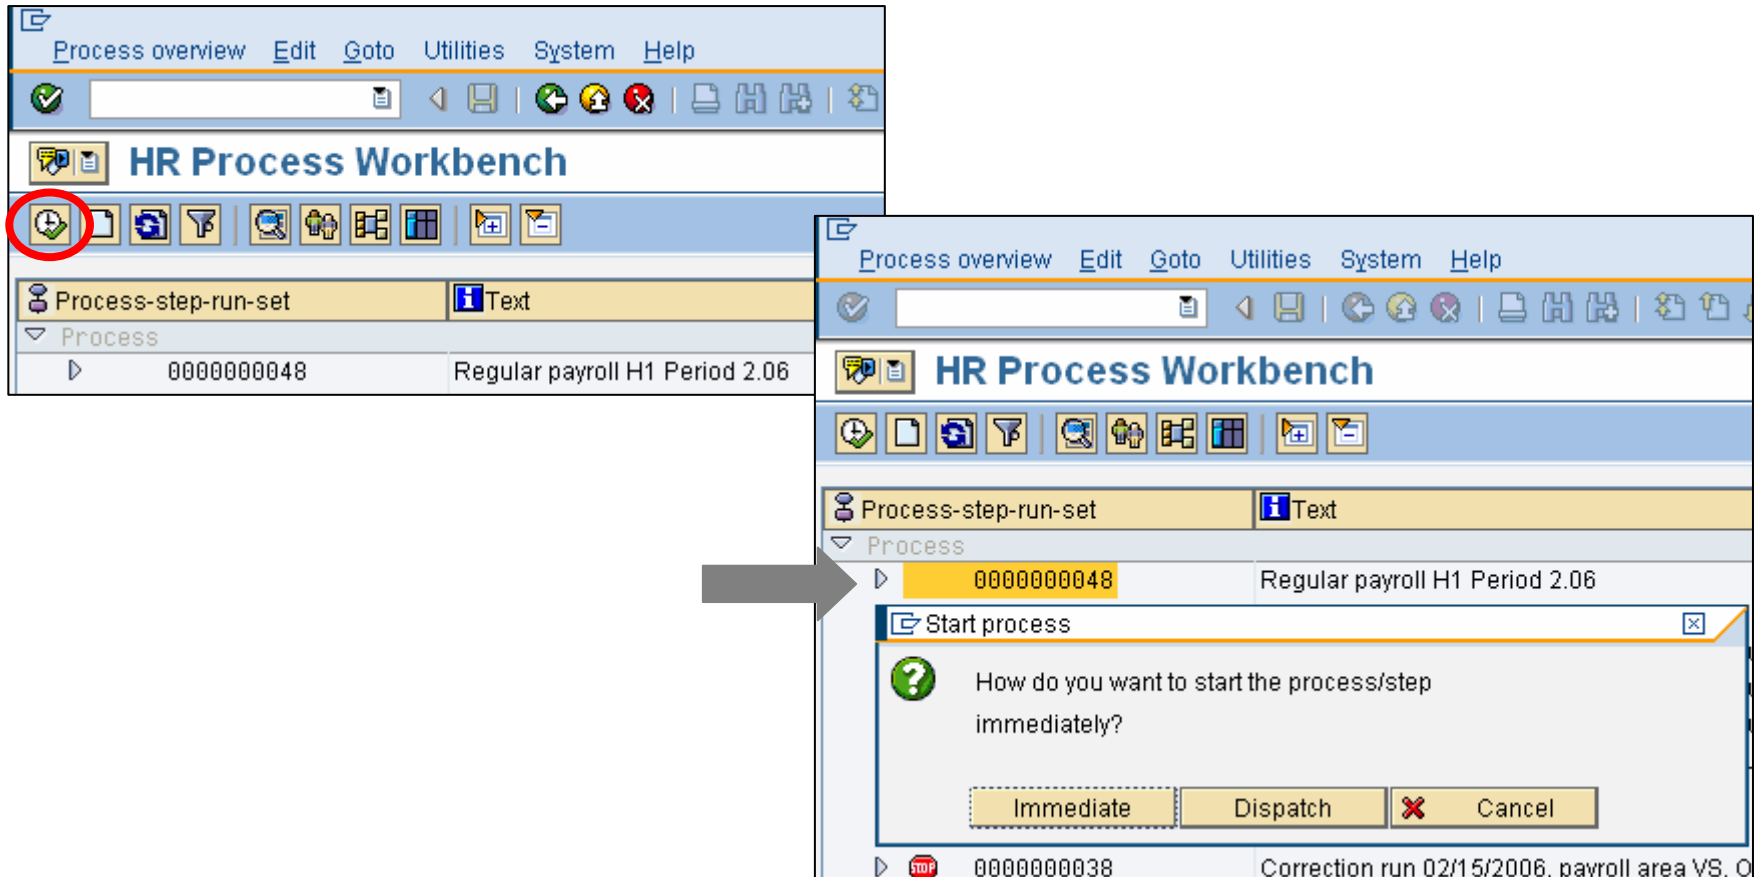 Process overview Edit Goto Utilities System Help
HR Process Workbench
Process-step-run-set Text
Process
0000000048 Regular payroll H1 Period 2.06
Process overview Edit Goto Utilities System Help
HR Process Workbench
Process-step-run-set Text
Process
0000000048 Regular payroll H1 Period 2.06
Start process
How do you want to start the process/step
immediately?
Immediate Dispatch Cancel
STOP 0000000038 Correction run 02/15/2006, payroll area VS, O